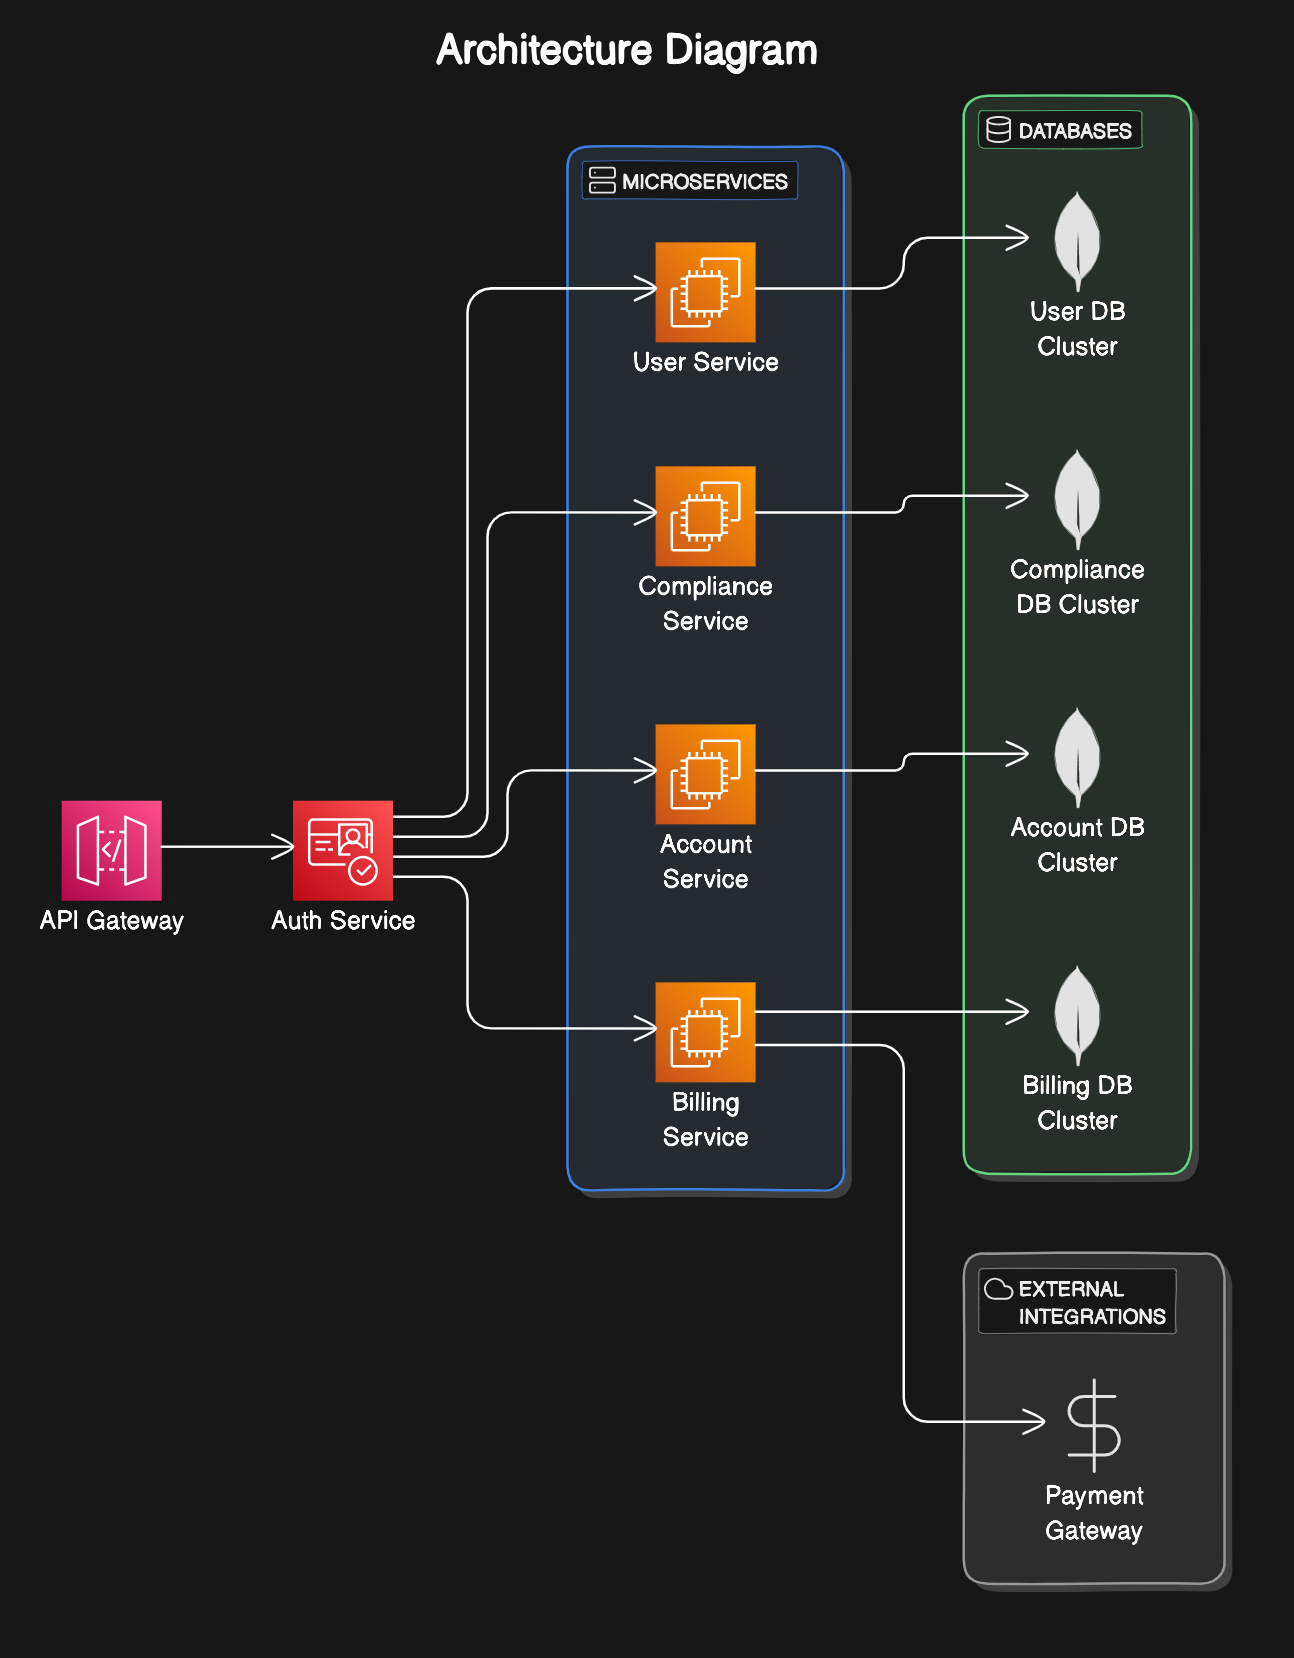 Architecture Diagram
DATABASES
MICROSERVICES
User DB
Cluster
User Service
Compliance
DB Cluster
Compliance
Service
Account DB
Cluster
Account
Service
API Gateway
Auth Service
Billing DB
Cluster
Billing
Service
EXTERNAL
INTEGRATIONS
Payment
Gateway